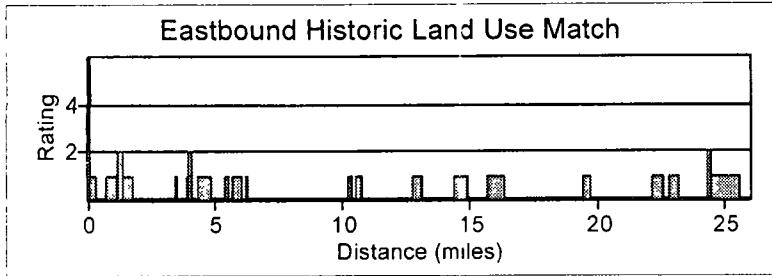 Eastbound Historic Land Use Match
Rating
4
2
0 5 10 15 20 25
Distance (miles)